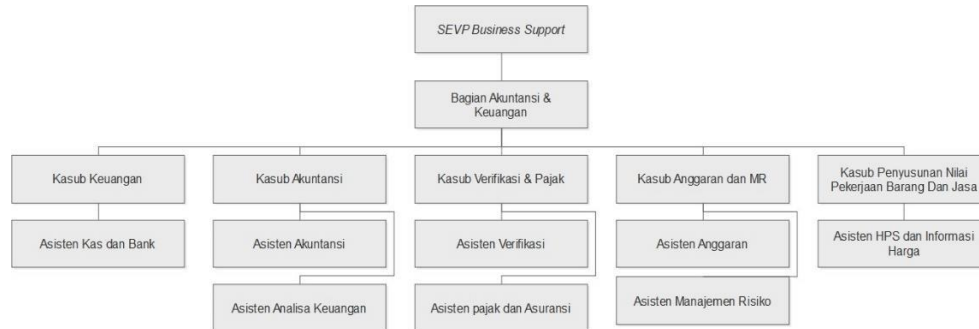 SEVP Business Support
Bagian Akuntansi &
Keuangan
Kasub Keuangan
Kasub Akuntansi
Kasub Verifikasi & Pajak
Kasub Anggaran dan MR
Kasub Penyusunan Nilai
Pekerjaan Barang Dan Jasa
Asisten Kas dan Bank
Asisten Akuntansi
Asisten Verifikasi
Asisten Anggaran
Asisten HPS dan Informasi
Harga
Asisten Analisa Keuangan
Asisten pajak dan Asuransi
Asisten Manajemen Risiko